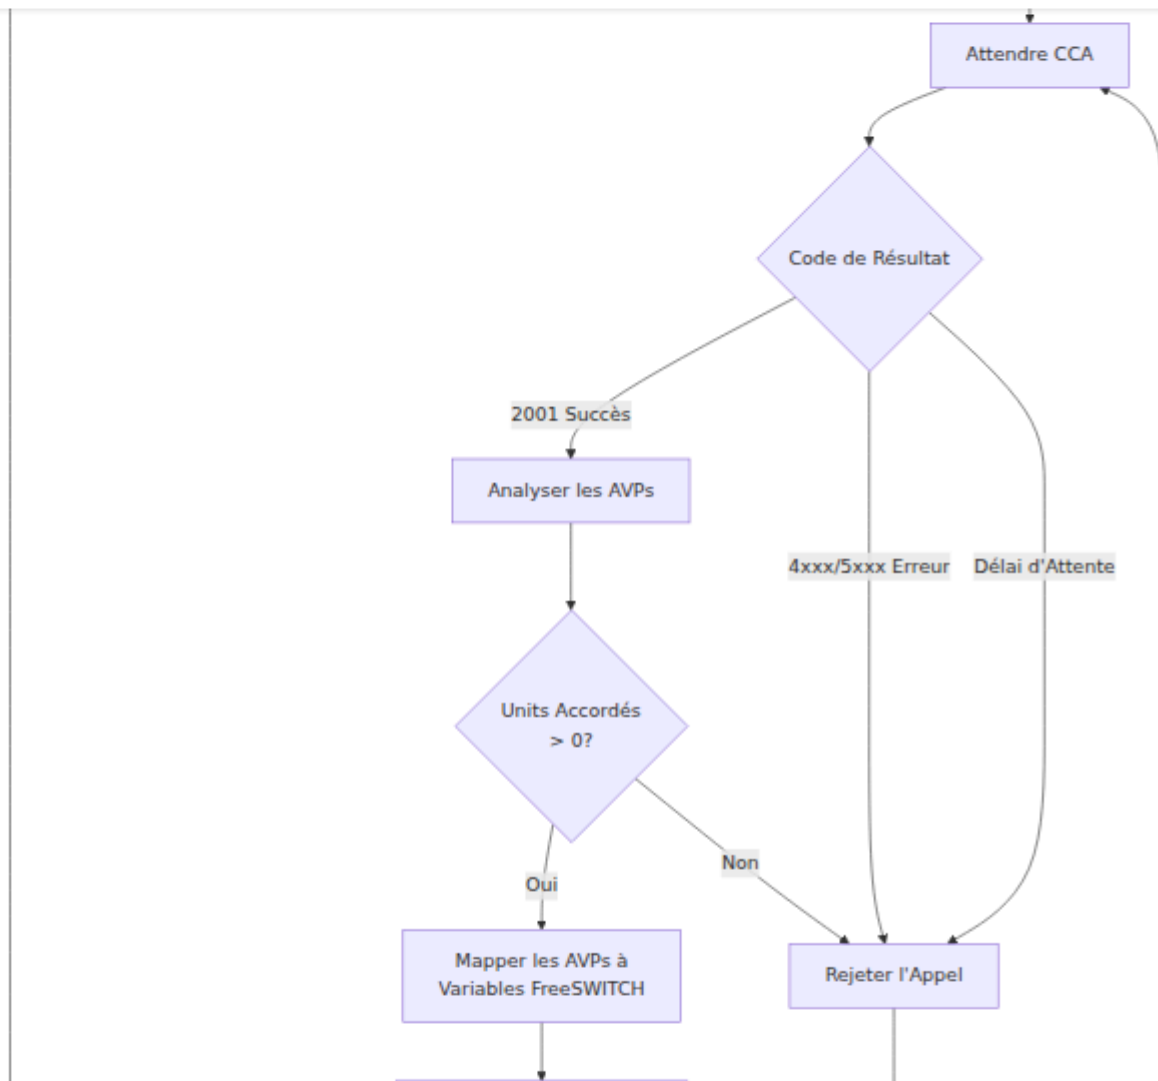 Attendre CCA
Code de Résultat
2001 Succès
Analyser les AVPs
4xxx/5xxx Erreur
Délai d'Attente
Units Accordés
> 0?
Non
Oui
Mapper les AVPs à
Variables FreeSWITCH
Rejeter l'Appel